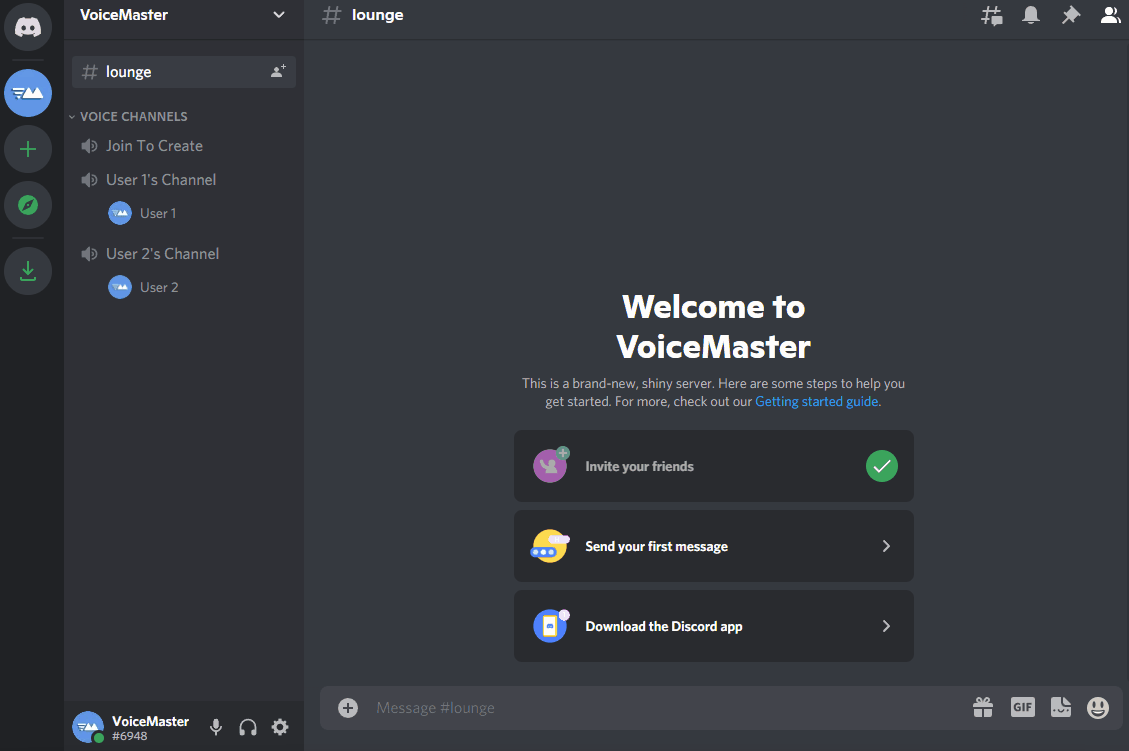 VoiceMaster
lounge
lounge
VOICE CHANNELS
Join To Create
User 1's Channel
User 1
User 2's Channel
User 2
Welcome to
VoiceMaster
This is a brand-new, shiny server. Here are some steps to help you
get started. For more, check out our Getting started guide.
Invite your friends
Send your first message
Download the Discord app
VoiceMaster
#6948
Message #lounge
GIF